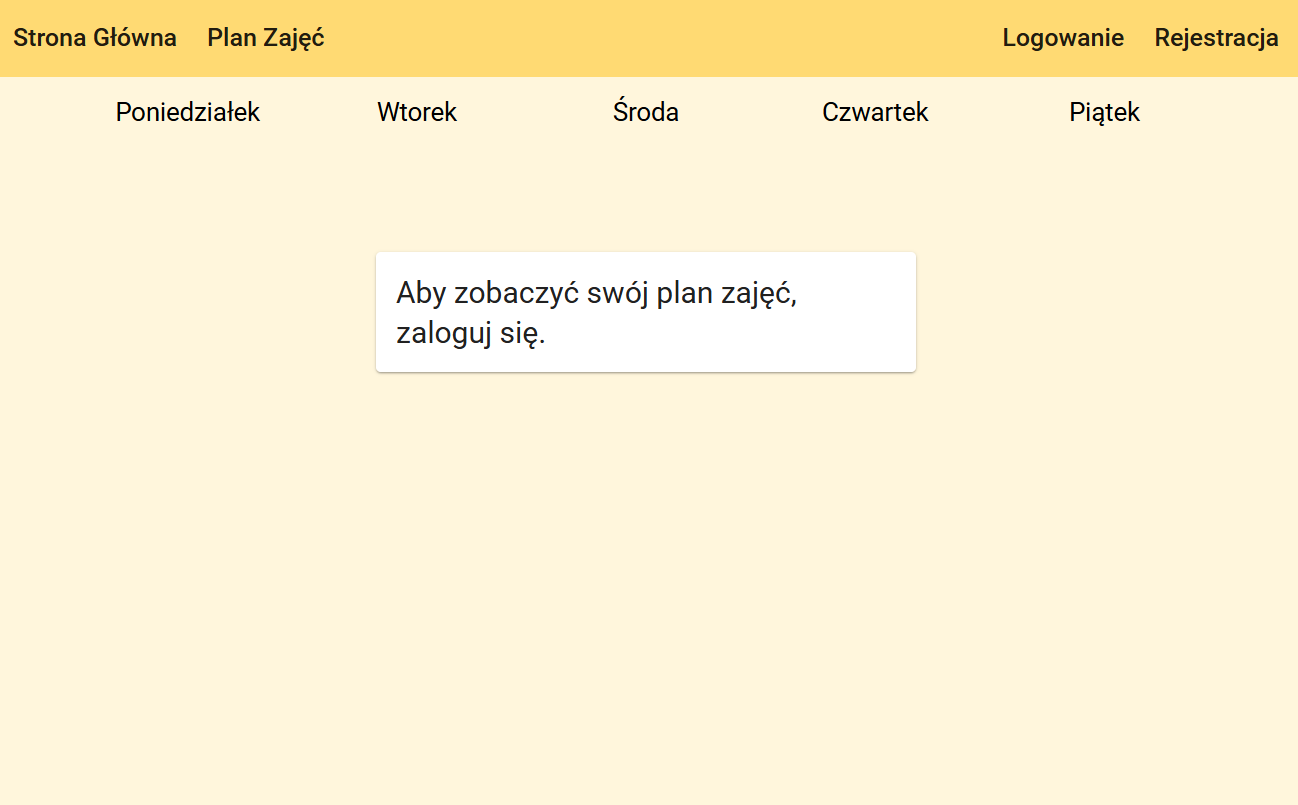 Strona Główna Plan Zajęć Logowanie Rejestracja
Poniedziałek Wtorek Środa Czwartek Piątek
Aby zobaczyć swój plan zajęć,
zaloguj się.